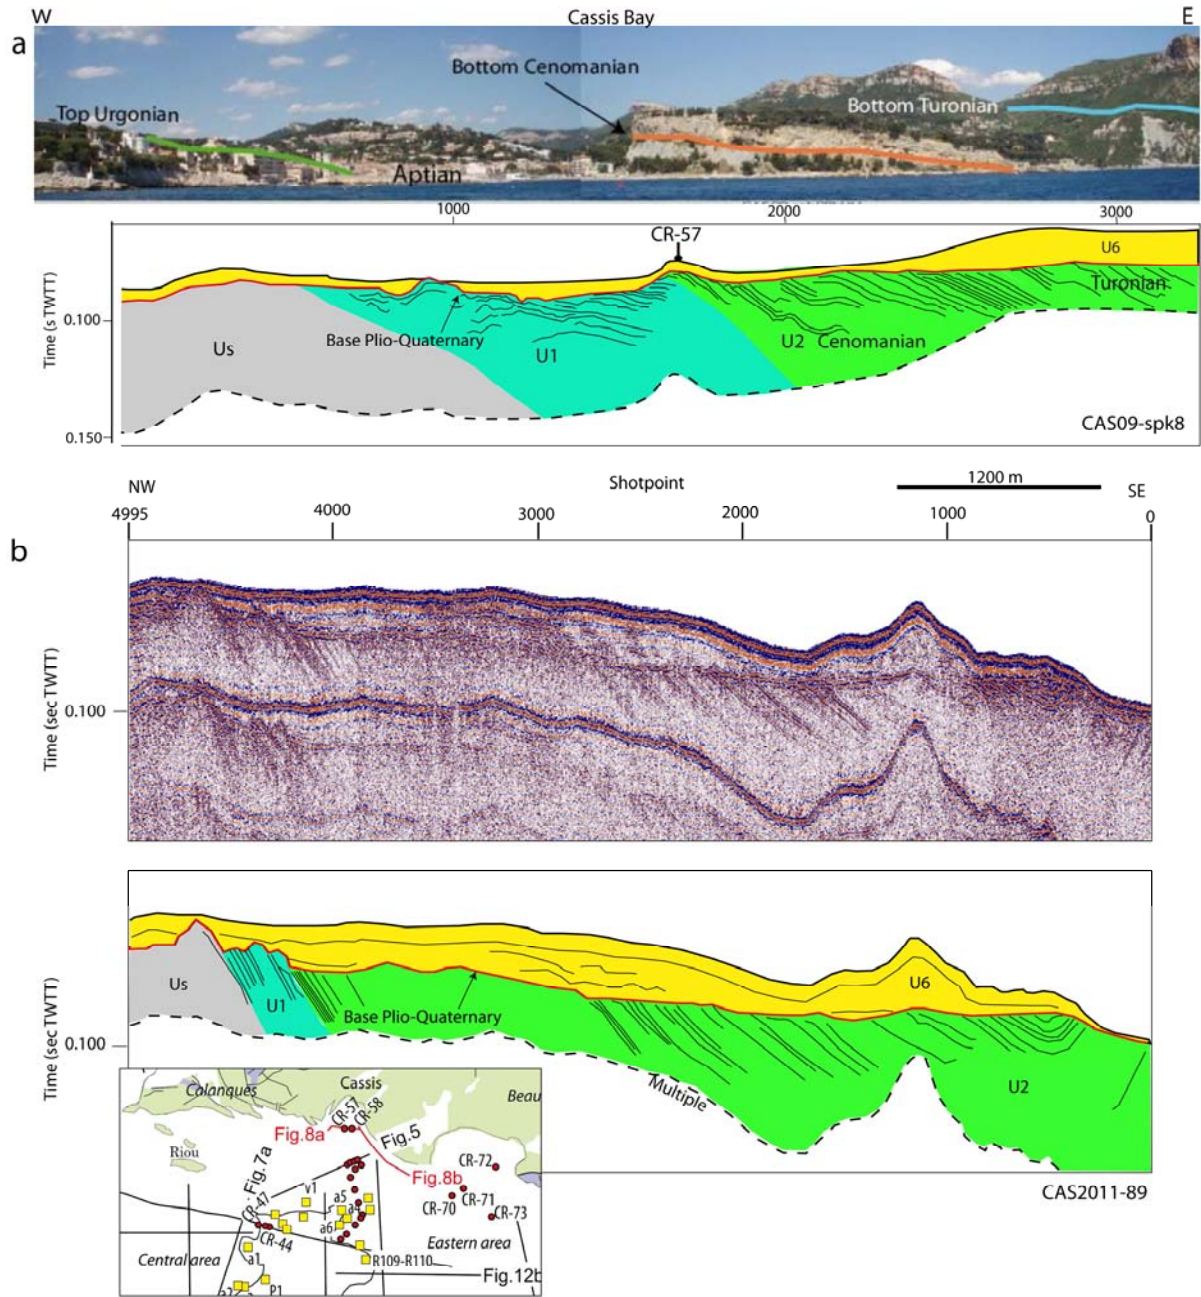 W
Cassis Bay
E
a
Bottom Cenomanian
Top Urgonian
Bottom Turonian
Aptian
1000
2000
3000
CR-57
U6
Turonian
Time (s TWTT)
0.100
Base Plio-Quaternary
Us
U1
U2 Cenomanian
0.150
CAS09-spk8
NW
Shotpoint
1200 m
SE
4995
4000
3000
2000
1000
0
b
Time (sec TWTT)
0.100
Us
U1
U6
Base Plio-Quaternary
Time (sec TWTT)
0.100
Multiple
U2
CAS2011-89
Calanques
Cassis
Beau
CR-57
CR-58
Fig.8a
Fig.5
Riou
Fig.7a
Fig.8b
CR-72
CR-47
v1
a5
a4
CR-71
CR-70
CR-73
a6
CR-44
Central area
a1
Eastern area
R109-R110
Fig.12b
a2
P1